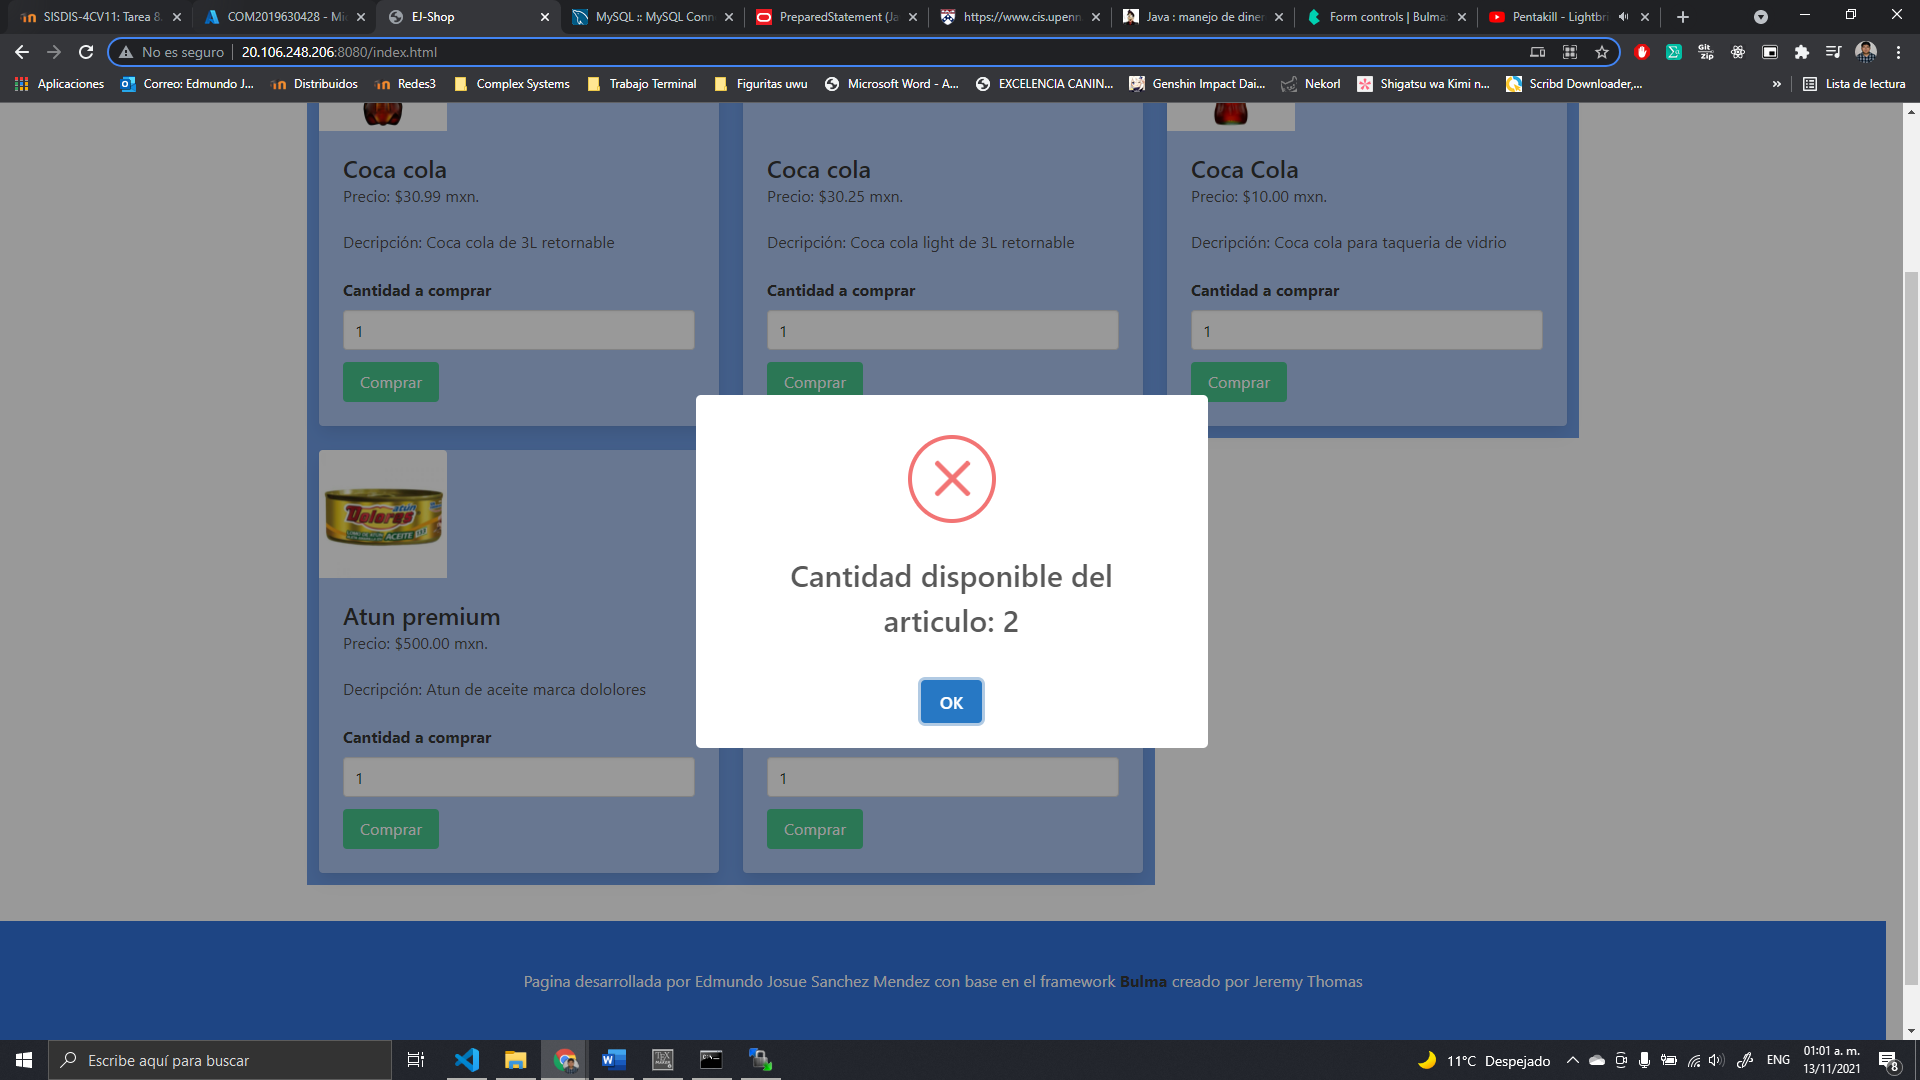 SISDIS-4CV11: Tarea 8.
COM2019630428 - Mi
EJ-Shop
MySQL :: MySQL Conn
PreparedStatement (Ja
https://www.cis.upenn.
Java : manejo de diner
Form controls | Bulma:
Pentakill - Lightbri
No es seguro
20.106.248.206:8080/index.html
Aplicaciones
Correo: Edmundo J...
Distribuidos
Redes3
Complex Systems
Trabajo Terminal
Figuritas uwu
Microsoft Word - A...
EXCELENCIA CANIN...
Genshin Impact Dai...
Nekorl
Shigatsu wa Kimi n...
Scribd Downloader,...
»
Lista de lectura
Coca cola
Precio: $30.99 mxn.
Decripción: Coca cola de 3L retornable
Cantidad a comprar
1
Comprar
Coca cola
Precio: $30.25 mxn.
Decripción: Coca cola light de 3L retornable
Cantidad a comprar
1
Comprar
Coca Cola
Precio: $10.00 mxn.
Decripción: Coca cola para taqueria de vidrio
Cantidad a comprar
1
Comprar
Cantidad disponible del
articulo: 2
OK
atun
Dolores
ACEITE
Atun premium
Precio: $500.00 mxn.
Decripción: Atun de aceite marca dololores
Cantidad a comprar
1
Comprar
1
Comprar
Pagina desarrollada por Edmundo Josue Sanchez Mendez con base en el framework Bulma creado por Jeremy Thomas
Escribe aquí para buscar
11°C Despejado
ENG
01:01 a. m.
13/11/2021
8